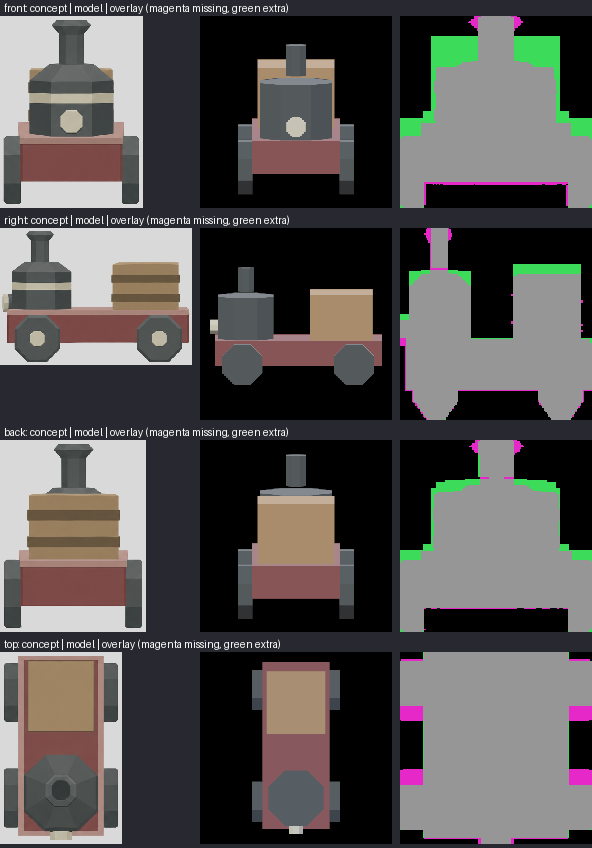 front: concept | model | overlay (magenta missing, green extra)
right: concept | model | overlay (magenta missing, green extra)
back: concept | model | overlay (magenta missing, green extra)
top: concept | model | overlay (magenta missing, green extra)